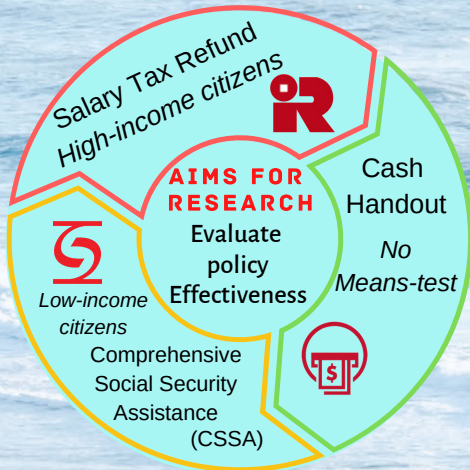 Salary Tax Refund
High-income citizens
AIMS FOR
RESEARCH
Evaluate
policy
Effectiveness
Cash
Handout
No
Means-test
$
Low-income
citizens
Comprehensive
Social Security
Assistance
(CSSA)